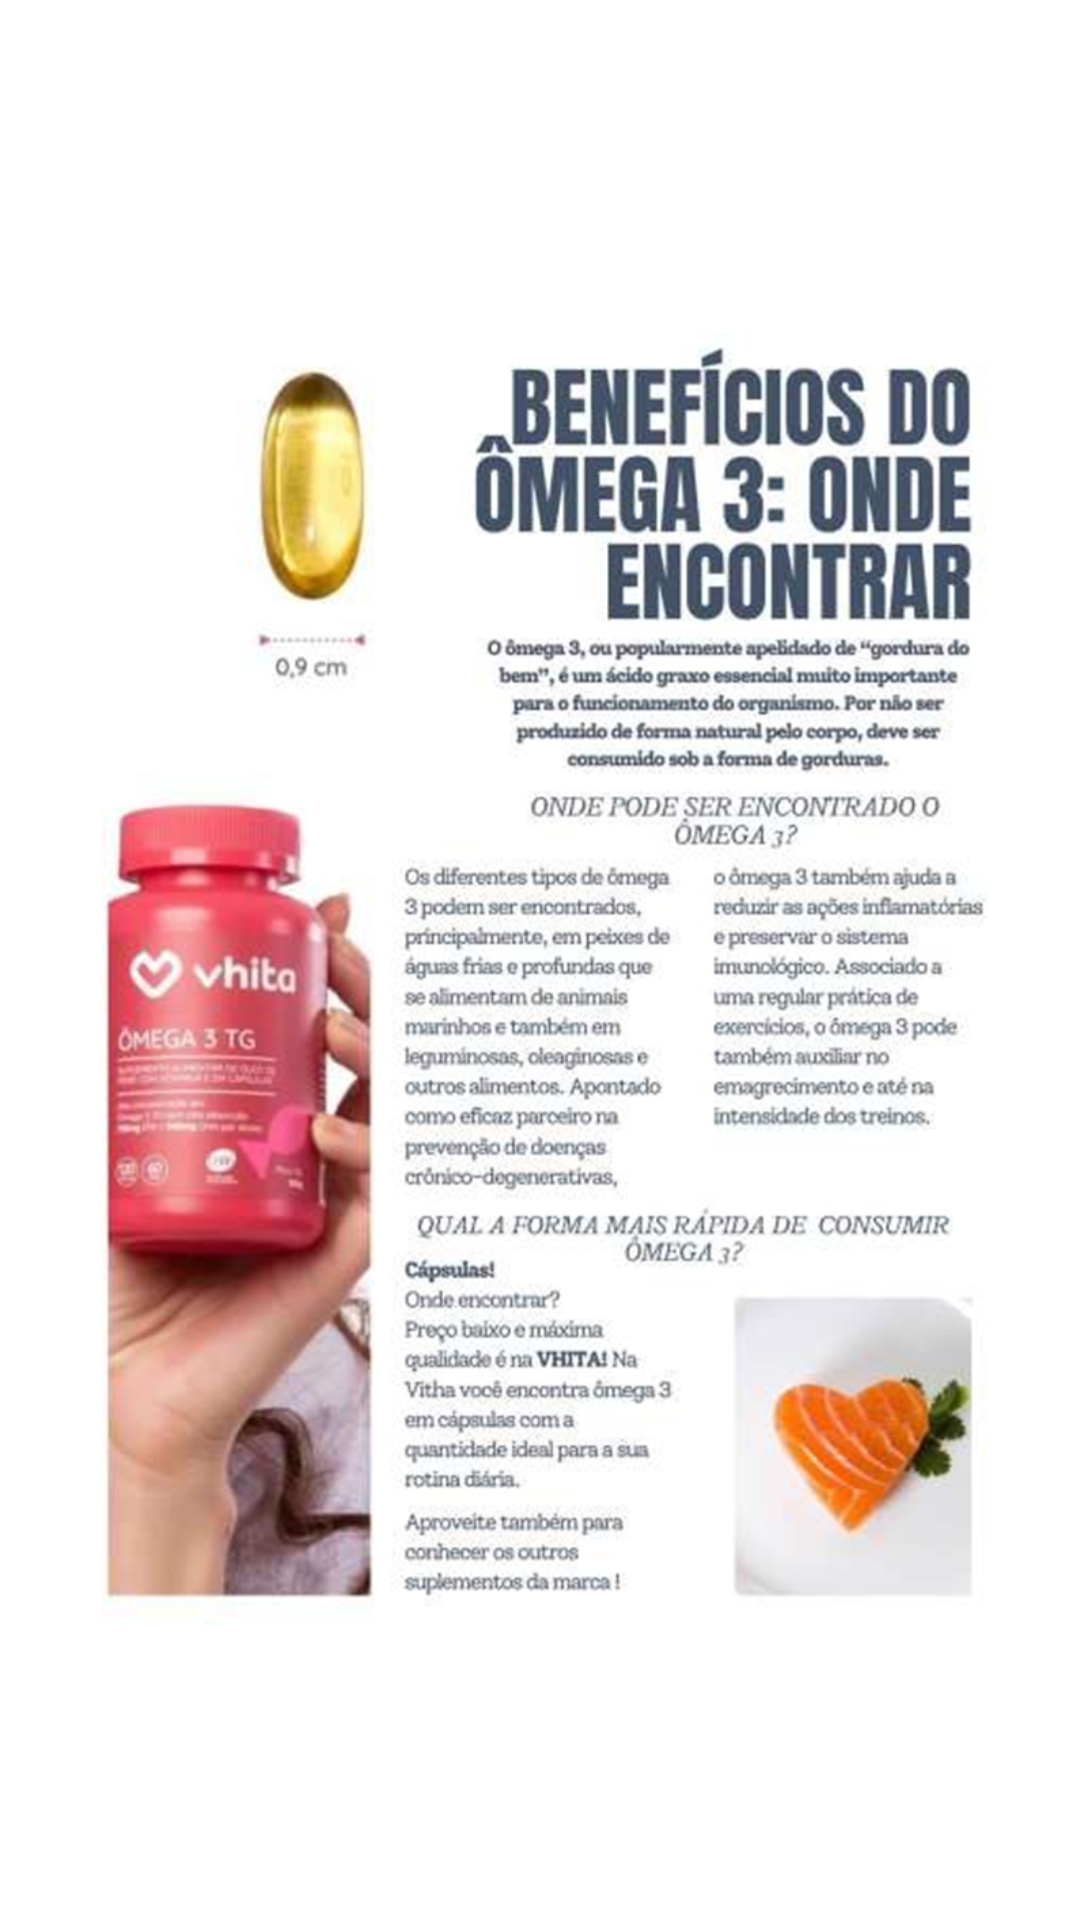 BENEFÍCIOS DO
ÔMEGA 3: ONDE
ENCONTRAR
0,9 cm
O ômega 3, ou popularmente apelidado de “gordura do
bem”, é um ácido graxo essencial muito importante
para o funcionamento do organismo. Por não ser
produzido de forma natural pelo corpo, deve ser
consumido sob a forma de gorduras.
ONDE PODE SER ENCONTRADO O
ÔMEGA 3?
Os diferentes tipos de ômega
3 podem ser encontrados,
principalmente, em peixes de
águas frias e profundas que
se alimentam de animais
marinhos e também em
leguminosas, oleaginosas e
outros alimentos. Apontado
como eficaz parceiro na
prevenção de doenças
crônico-degenerativas,
o ômega 3 também ajuda a
reduzir as ações inflamatórias
e preservar o sistema
imunológico. Associado a
uma regular prática de
exercícios, o ômega 3 pode
também auxiliar no
emagrecimento e até na
intensidade dos treinos.
vhita
ÔMEGA 3 TG
QUAL A FORMA MAIS RÁPIDA DE CONSUMIR
ÔMEGA 3?
Cápsulas!
Onde encontrar?
Preço baixo e máxima
qualidade é na VHITA! Na
Vitha você encontra ômega 3
em cápsulas com a
quantidade ideal para a sua
rotina diária.
Aproveite também para
conhecer os outros
suplementos da marca !